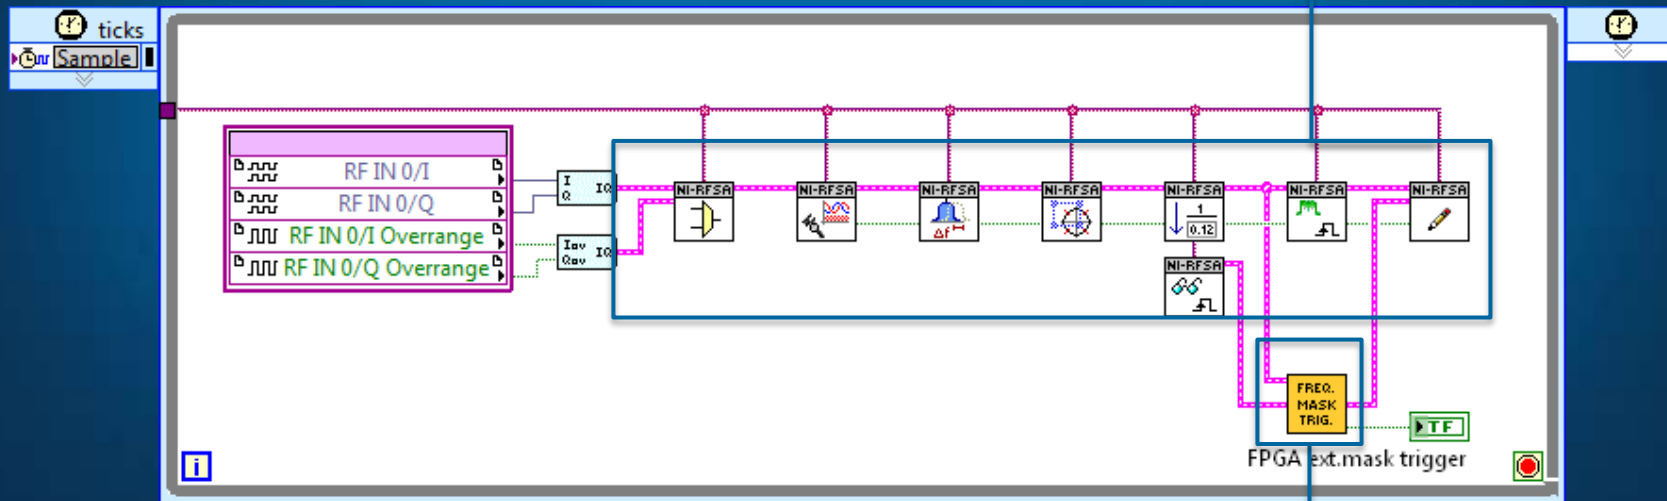 ticks
Sample
RF IN 0/I
RF IN 0/Q
RF IN 0/I Overrange
RF IN 0/Q Overrange
I IQ
Q
Iov IQ
Qov
NI-RFSA NI-RFSA NI-RFSA NI-RFSA NI-RFSA NI-RFSA NI-RFSA
Δf
1
0.12
NI-RFSA
FREQ.
MASK
TRIG.
TF
FPGA ext.mask trigger
i